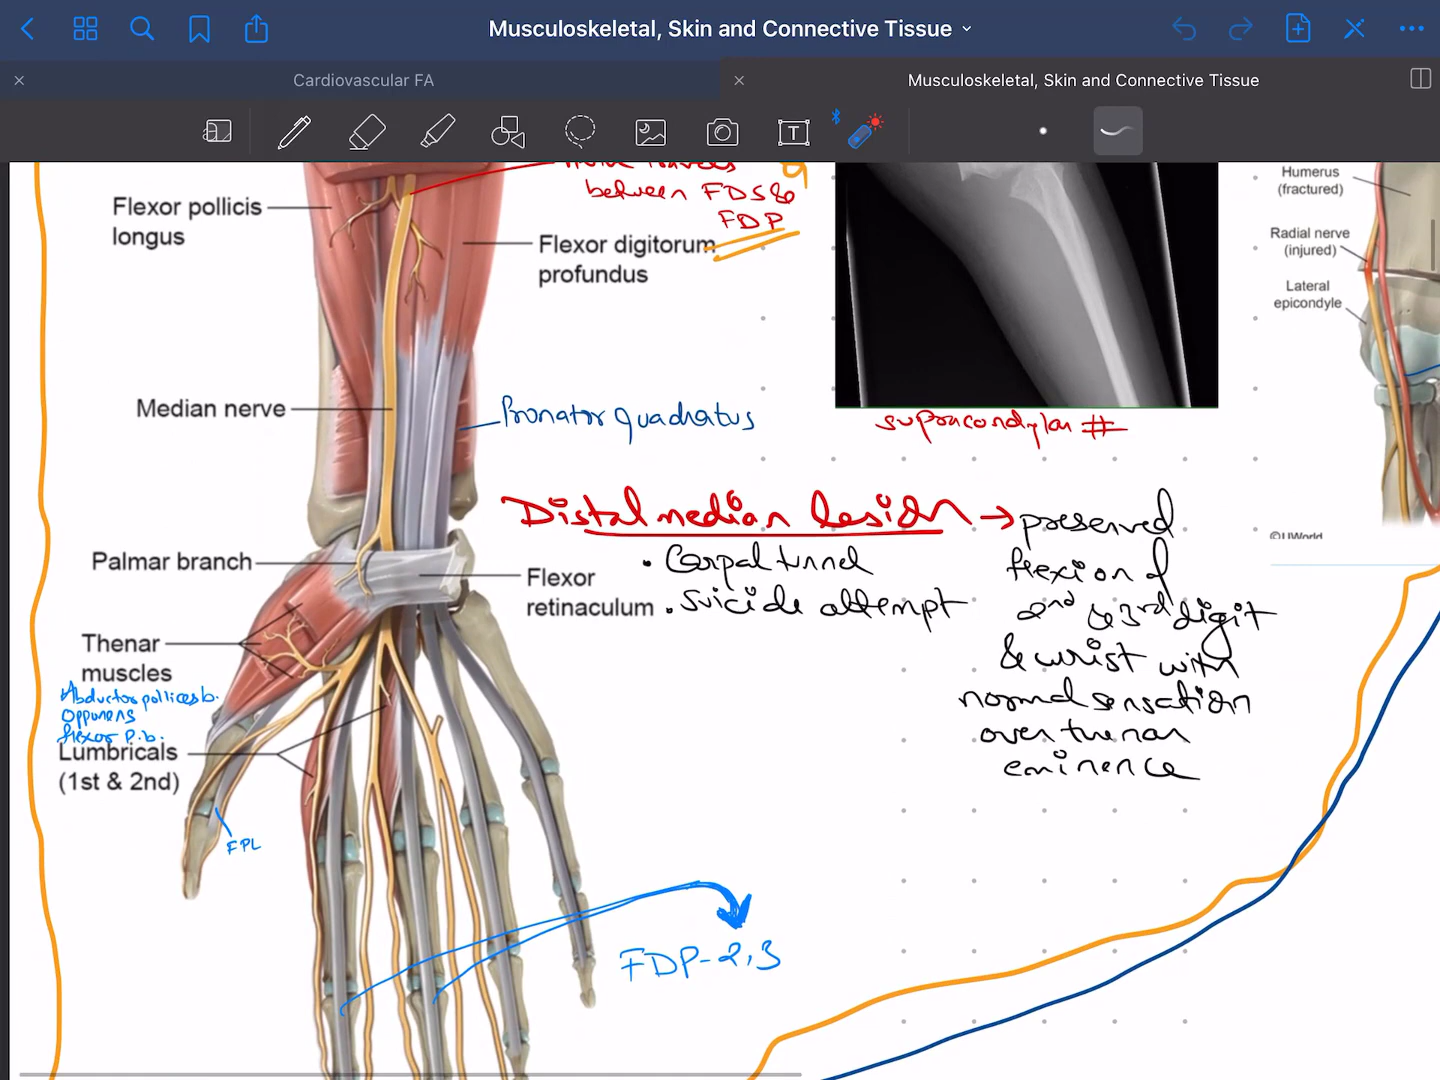 Musculoskeletal, Skin and Connective Tissue
Cardiovascular FA
Musculoskeletal, Skin and Connective Tissue
between FDS &
FDP
Flexor pollicis
longus
Flexor digitorum
profundus
Median nerve
Pronator quadratus
Palmar branch
Flexor
retinaculum
Thenar
muscles
Abductor pollices b.
Opponens
flexor p.b.
Lumbricals
(1st & 2nd)
FPL
FDP-2,3
supracondylar #
Distal median lesion → preserved
flexion of
2nd & 3rd digit
& wrist with
normal sensation
over thenar
eminence
• Carpal tunnel
• suicide attempt
Humerus
(fractured)
Radial nerve
(injured)
Lateral
epicondyle
©UWorld